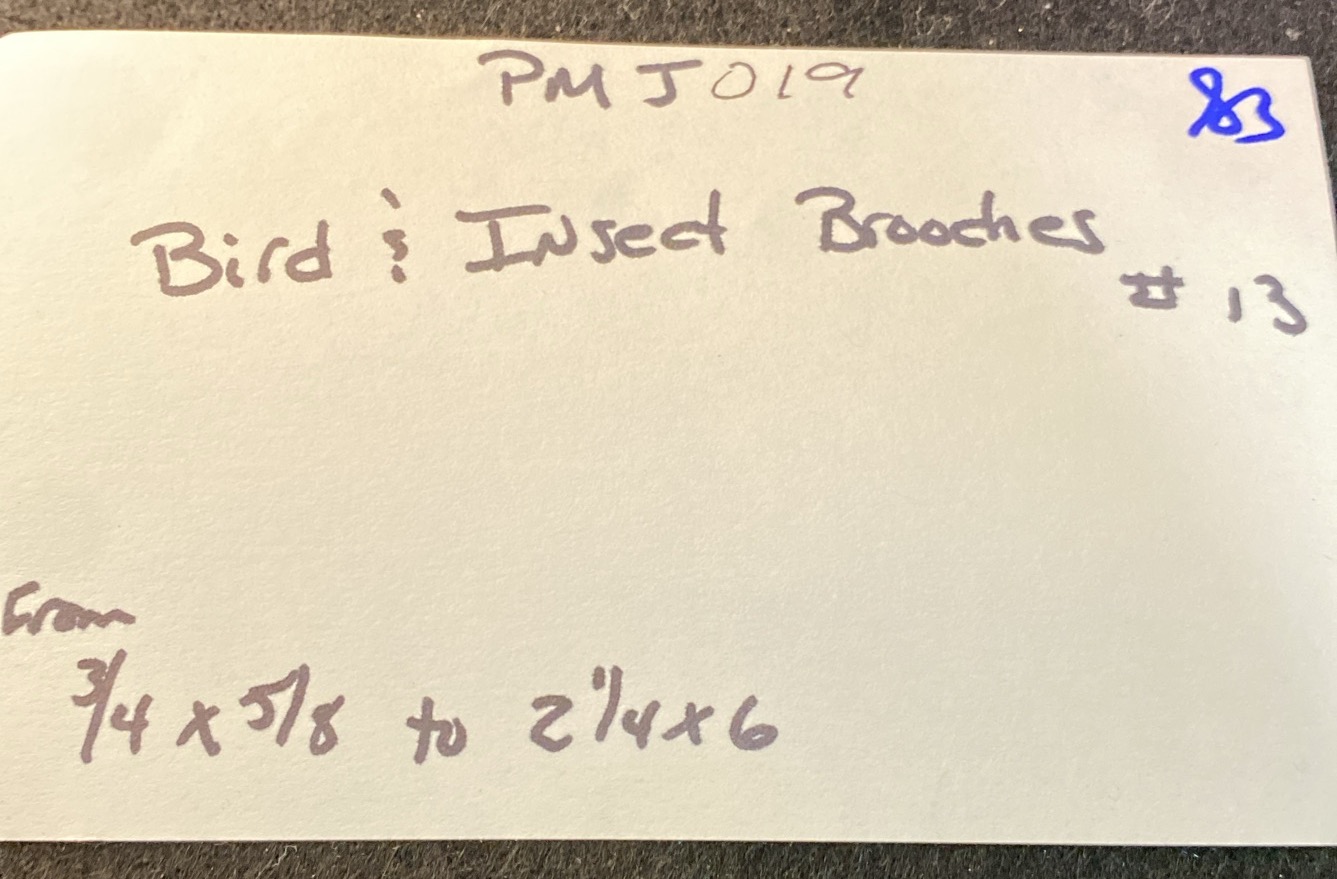 PMJ019
83
Bird & Insect Brooches
# 13
From
3/4 x 5/8 to 2 1/4 x 6